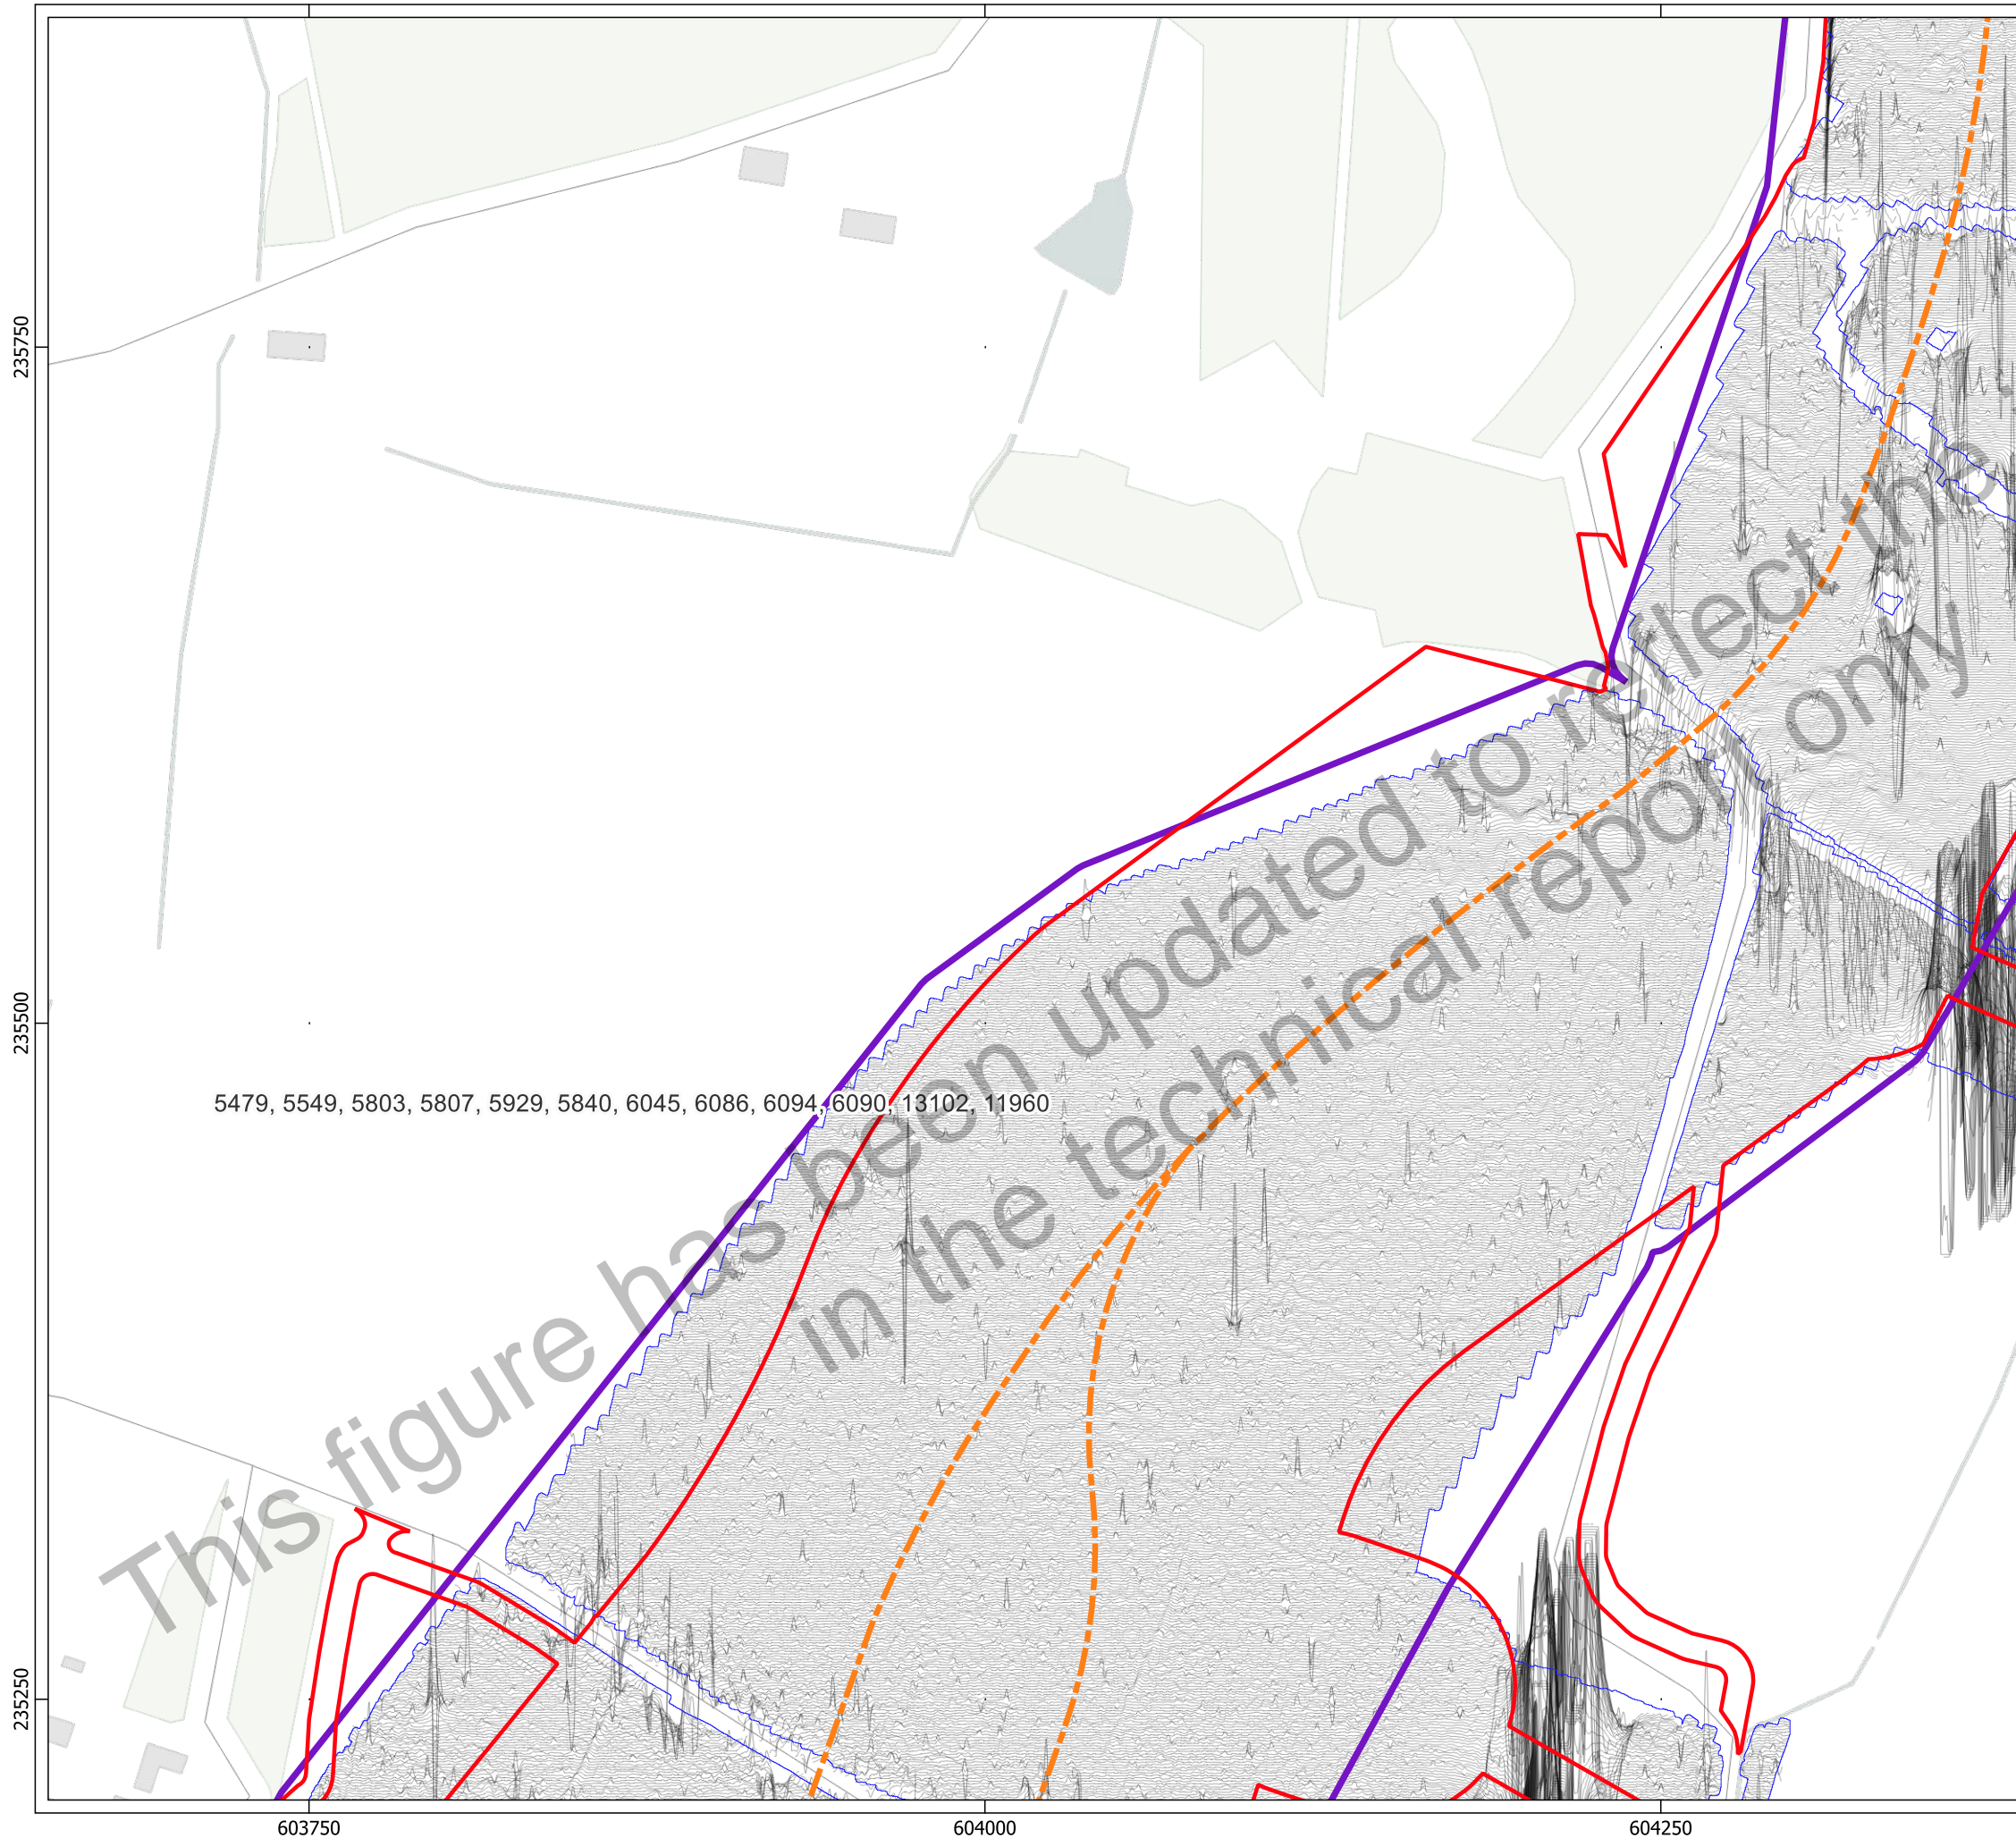 This figure has been updated to reflect the
in the technical report only
5479, 5549, 5803, 5807, 5929, 5840, 6045, 6086, 6094, 6090, 13102, 11960
235750
235500
235250
603750
604000
604250